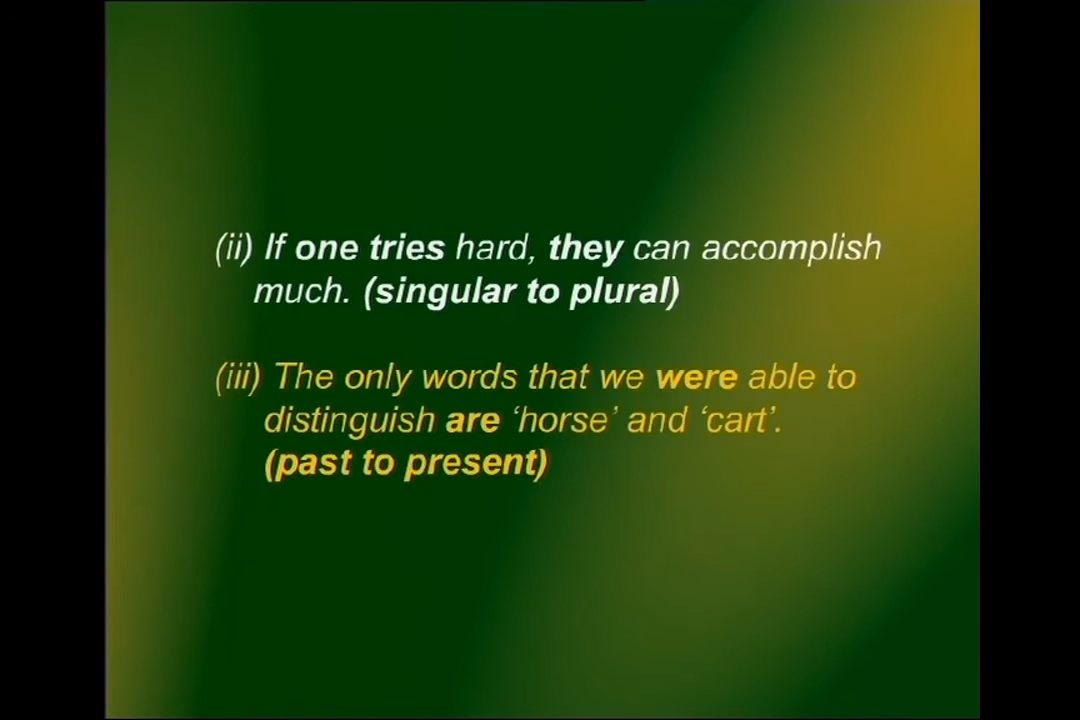 (ii) If one tries hard, they can accomplish
much. (singular to plural)
(iii) The only words that we were able to
distinguish are ‘horse’ and ‘cart’.
(past to present)